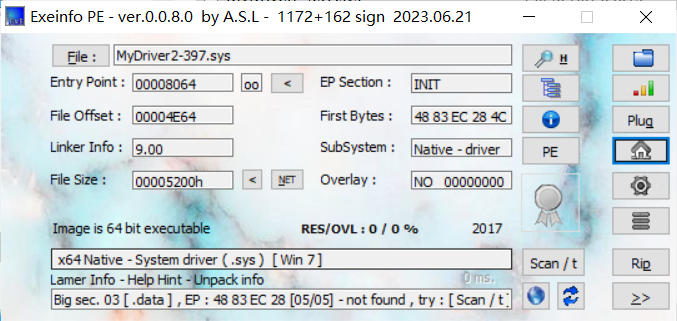 Exeinfo PE - ver.0.0.8.0  by A.S.L -  1172+162 sign  2023.06.21
File : MyDriver2-397.sys H
Entry Point : 00008064 oo < EP Section : INIT
File Offset : 00004E64 First Bytes : 48 83 EC 28 4C Plug
Linker Info : 9.00 SubSystem : Native - driver PE
File Size : 00005200h < NET Overlay : NO 00000000
Image is 64 bit executable RES/OVL : 0 / 0 % 2017
x64 Native - System driver ( .sys )  [ Win 7 ] Scan / t Rip
Lamer Info - Help Hint - Unpack info 0 ms.
Big sec. 03 [ .data ] , EP : 48 83 EC 28 [05/05] - not found , try : [ Scan / t ] >>